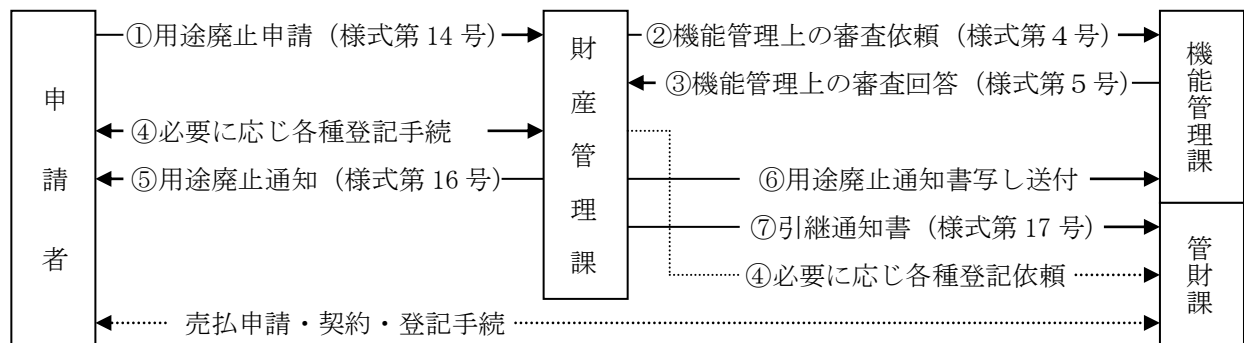 申請者
①用途廃止申請（様式第 14 号）
④必要に応じ各種登記手続
⑤用途廃止通知（様式第 16 号）
財産管理課
②機能管理上の審査依頼（様式第４号）
③機能管理上の審査回答（様式第５号）
⑥用途廃止通知書写し送付
⑦引継通知書（様式第 17 号）
④必要に応じ各種登記依頼
売払申請・契約・登記手続
機能管理課
管財課